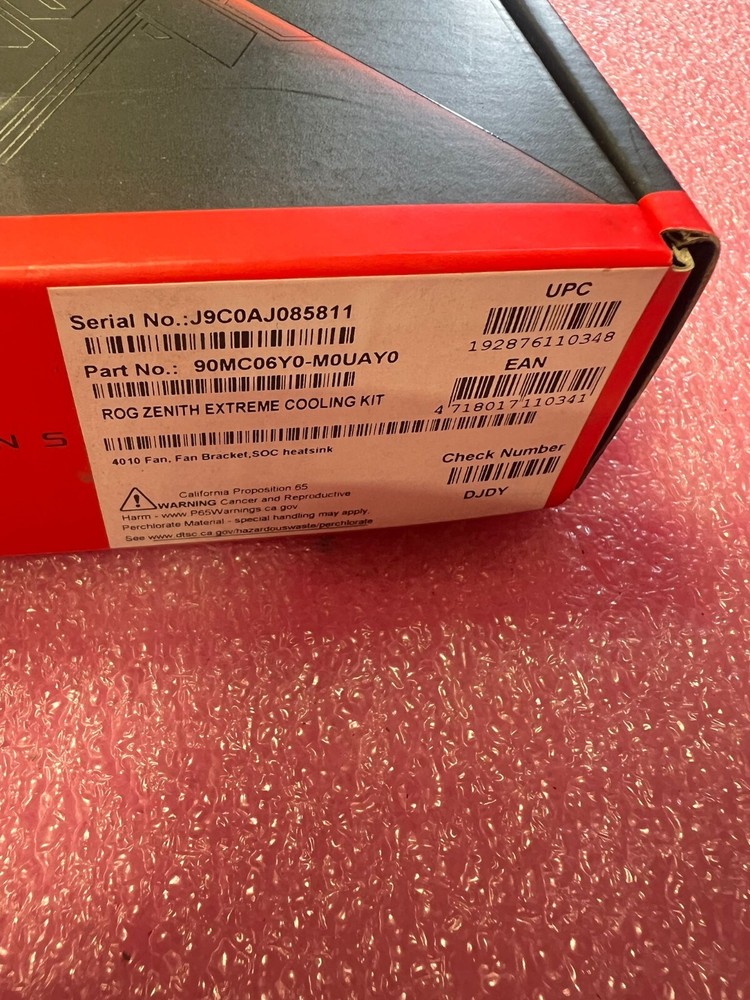 Serial No.:J9C0AJ085811
Part No.: 90MC06Y0-M0UAY0
ROG ZENITH EXTREME COOLING KIT
4010 Fan, Fan Bracket,SOC heatsink
California Proposition 65
WARNING Cancer and Reproductive
Harm - www.P65Warnings.ca.gov
Perchlorate Material - special handling may apply.
See www.dtsc.ca.gov/hazardouswaste/perchlorate
UPC
192876110348
EAN
4 718017110341
Check Number
DJDY
N S